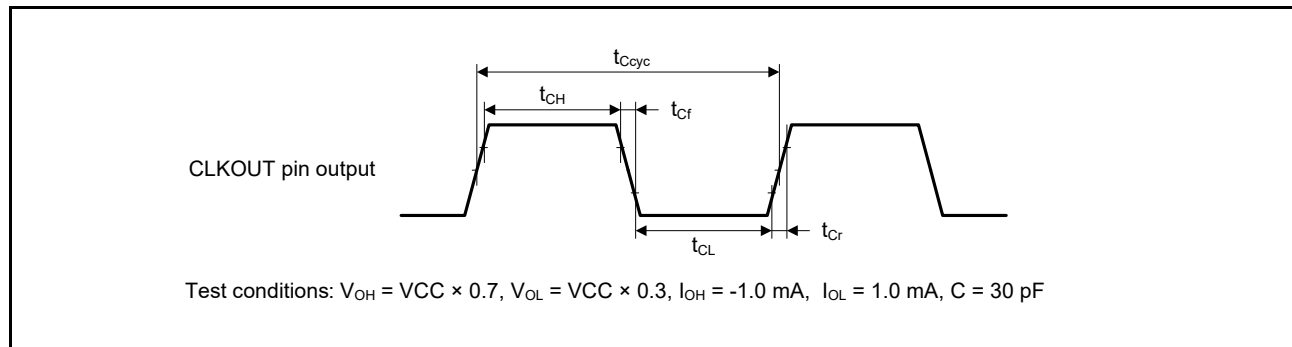 tCcyc
tCH
tCf
CLKOUT pin output
tCL
tCr
Test conditions: VOH = VCC × 0.7, VOL = VCC × 0.3, IOH = -1.0 mA, IOL = 1.0 mA, C = 30 pF